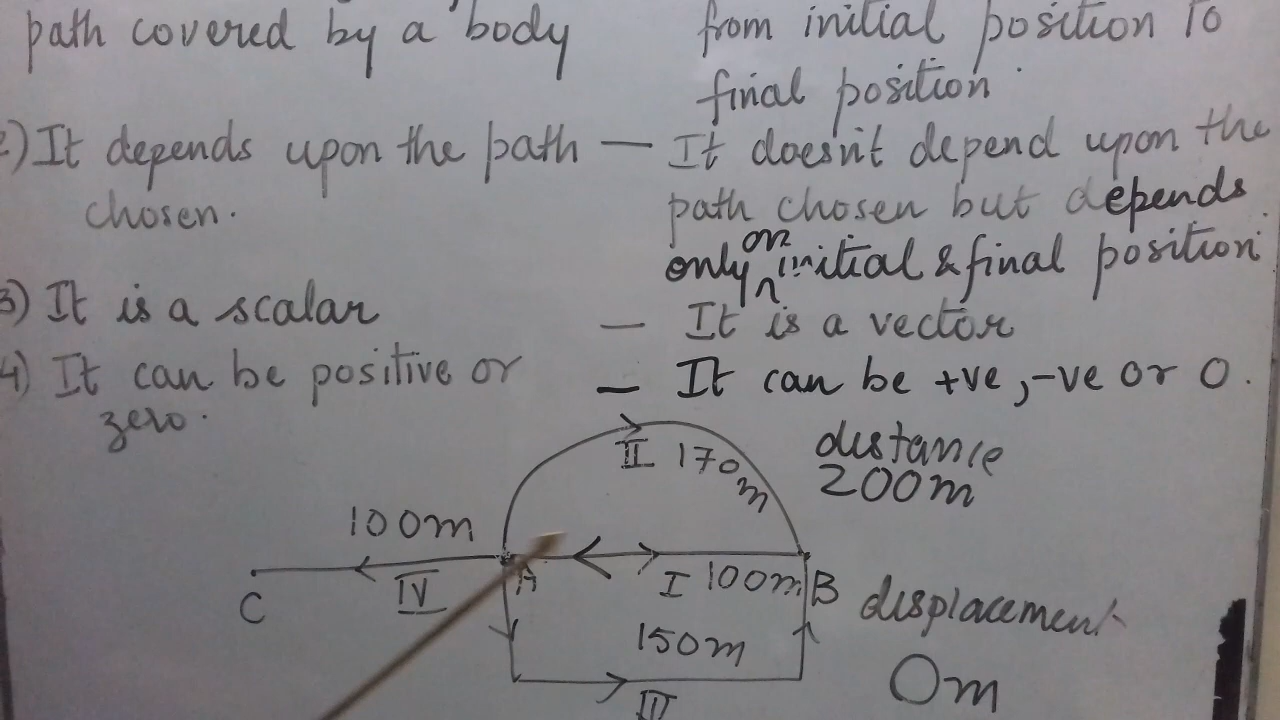 path covered by a body
from initial position to
final position.
2) It depends upon the path
chosen.
— It doesn't depend upon the
path chosen but depends
only on initial & final position.
3) It is a scalar
— It is a vector
4) It can be positive or
zero.
— It can be +ve, -ve or 0.
II 170m
distance
200m
100m
IV
C
A
I 100m
B
150m
III
displacement
0m